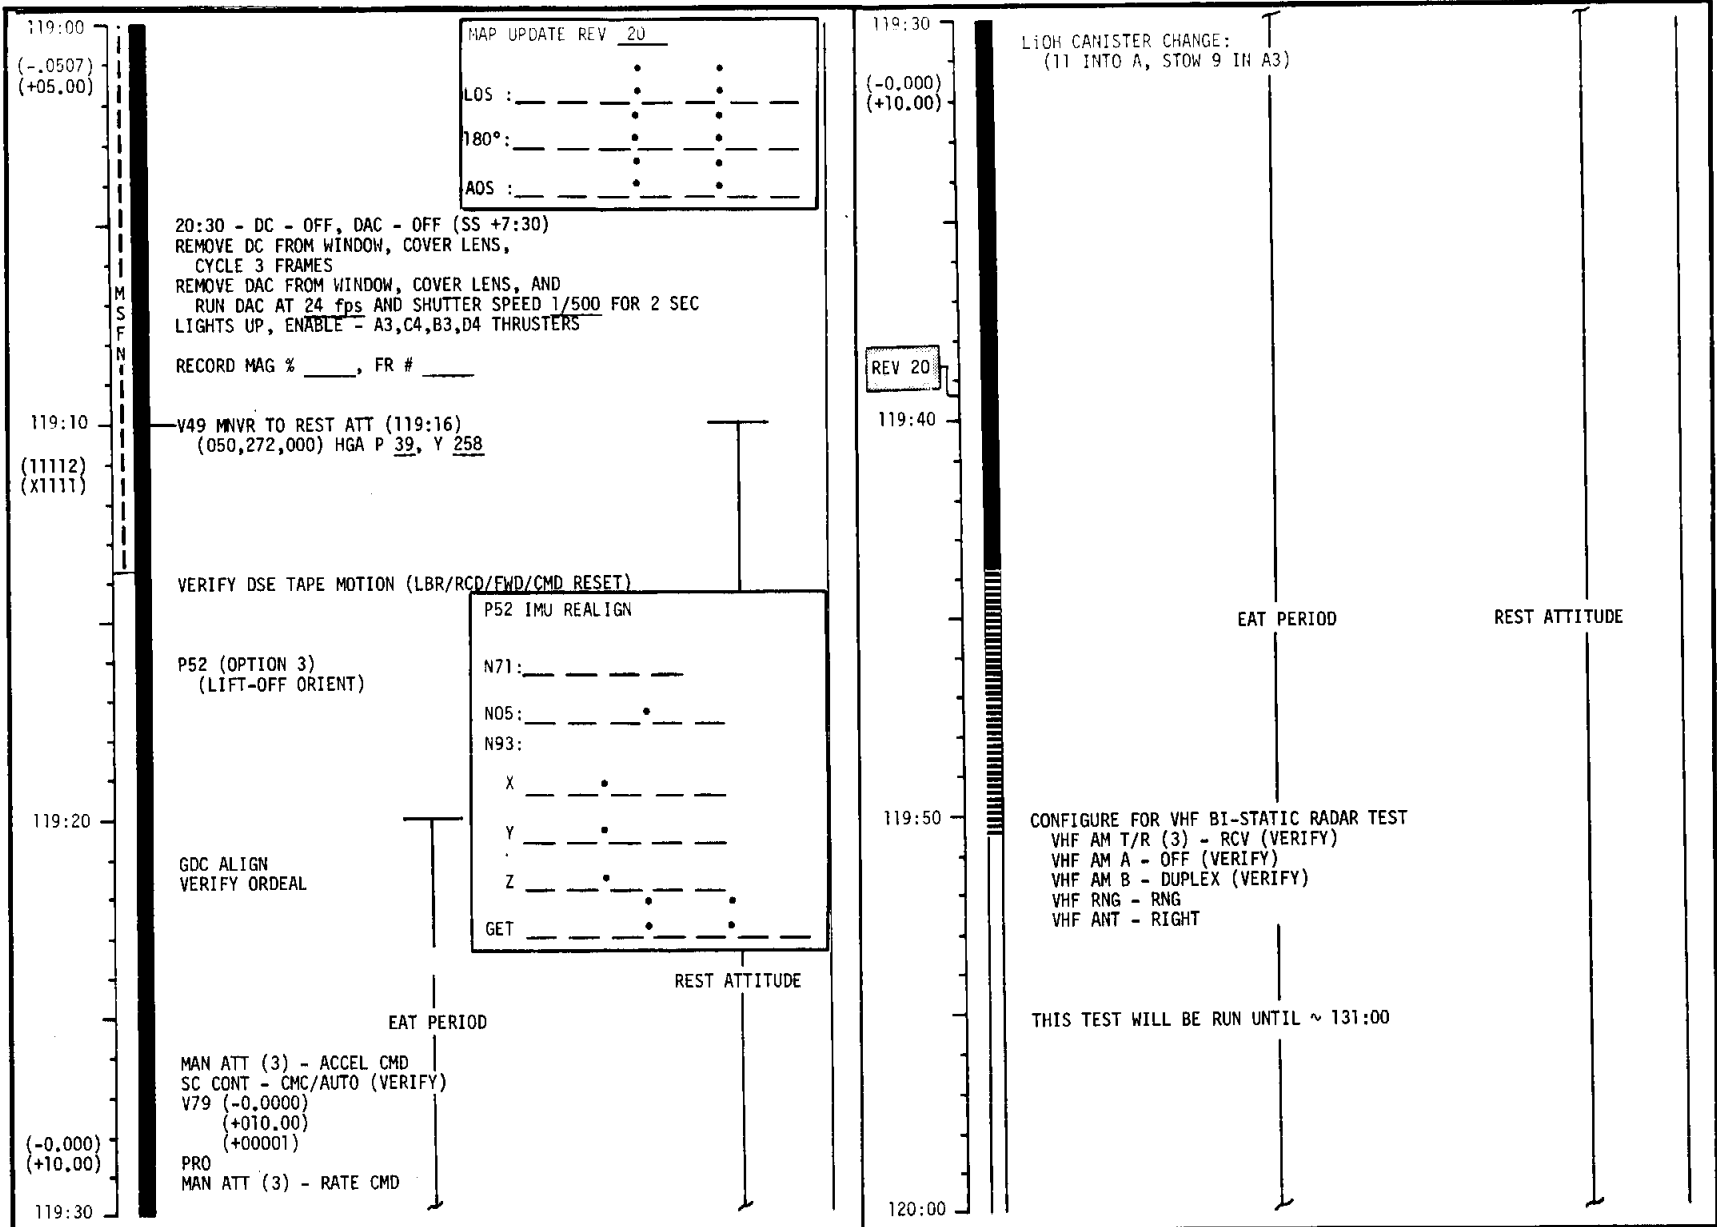 119:00
(-.0507)
(+05.00)
MAP UPDATE REV 20
LOS :
180°:
AOS :
20:30 - DC - OFF, DAC - OFF (SS +7:30)
REMOVE DC FROM WINDOW, COVER LENS,
CYCLE 3 FRAMES
REMOVE DAC FROM WINDOW, COVER LENS, AND
RUN DAC AT 24 fps AND SHUTTER SPEED 1/500 FOR 2 SEC
LIGHTS UP, ENABLE - A3,C4,B3,D4 THRUSTERS
MSFN
RECORD MAG % _____, FR # _____
119:10
V49 MNVR TO REST ATT (119:16)
(050,272,000) HGA P 39, Y 258
(11112)
(X1111)
VERIFY DSE TAPE MOTION (LBR/RCD/FWD/CMD RESET)
P52 IMU REALIGN
N71:
N05:
N93:
X
Y
Z
GET
P52 (OPTION 3)
(LIFT-OFF ORIENT)
119:20
GDC ALIGN
VERIFY ORDEAL
REST ATTITUDE
EAT PERIOD
MAN ATT (3) - ACCEL CMD
SC CONT - CMC/AUTO (VERIFY)
V79 (-0.0000)
(+010.00)
(+00001)
(-0.000)
(+10.00)
PRO
MAN ATT (3) - RATE CMD
119:30
119:30
LiOH CANISTER CHANGE:
(11 INTO A, STOW 9 IN A3)
(-0.000)
(+10.00)
REV 20
119:40
EAT PERIOD
REST ATTITUDE
119:50
CONFIGURE FOR VHF BI-STATIC RADAR TEST
VHF AM T/R (3) - RCV (VERIFY)
VHF AM A - OFF (VERIFY)
VHF AM B - DUPLEX (VERIFY)
VHF RNG - RNG
VHF ANT - RIGHT
THIS TEST WILL BE RUN UNTIL ~ 131:00
120:00